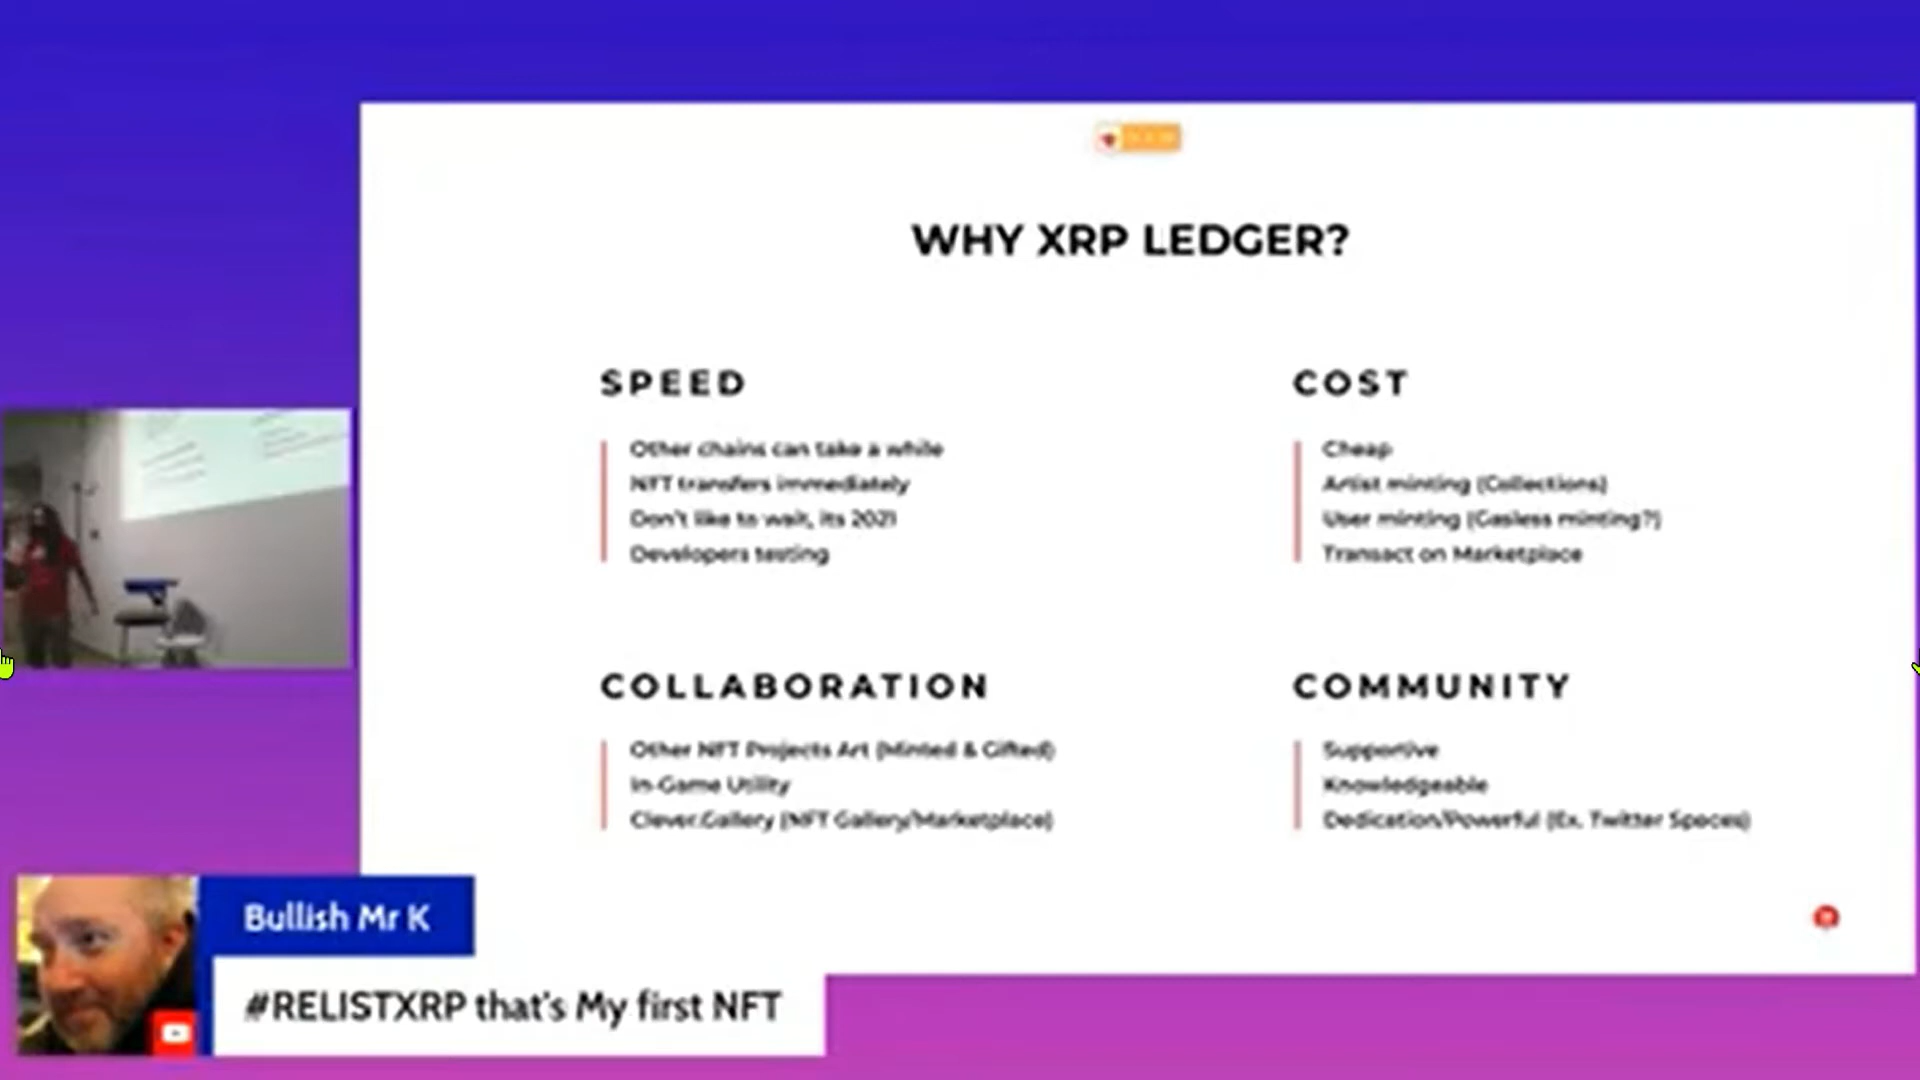 WHY XRP LEDGER?
SPEED
Other chains can take a while
NFT transfers immediately
Don't like to wait, its 2021
Developers testing
COST
Cheap
Artist minting (Collections)
User minting (Gasless minting?)
Transact on Marketplace
COLLABORATION
Other NFT Projects Art (Minted & Gifted)
In-Game Utility
Clever.Gallery (NFT Gallery/Marketplace)
COMMUNITY
Supportive
Knowledgeable
Dedication/Powerful (Ex. Twitter Spaces)
Bullish Mr K
#RELISTXRP that's My first NFT